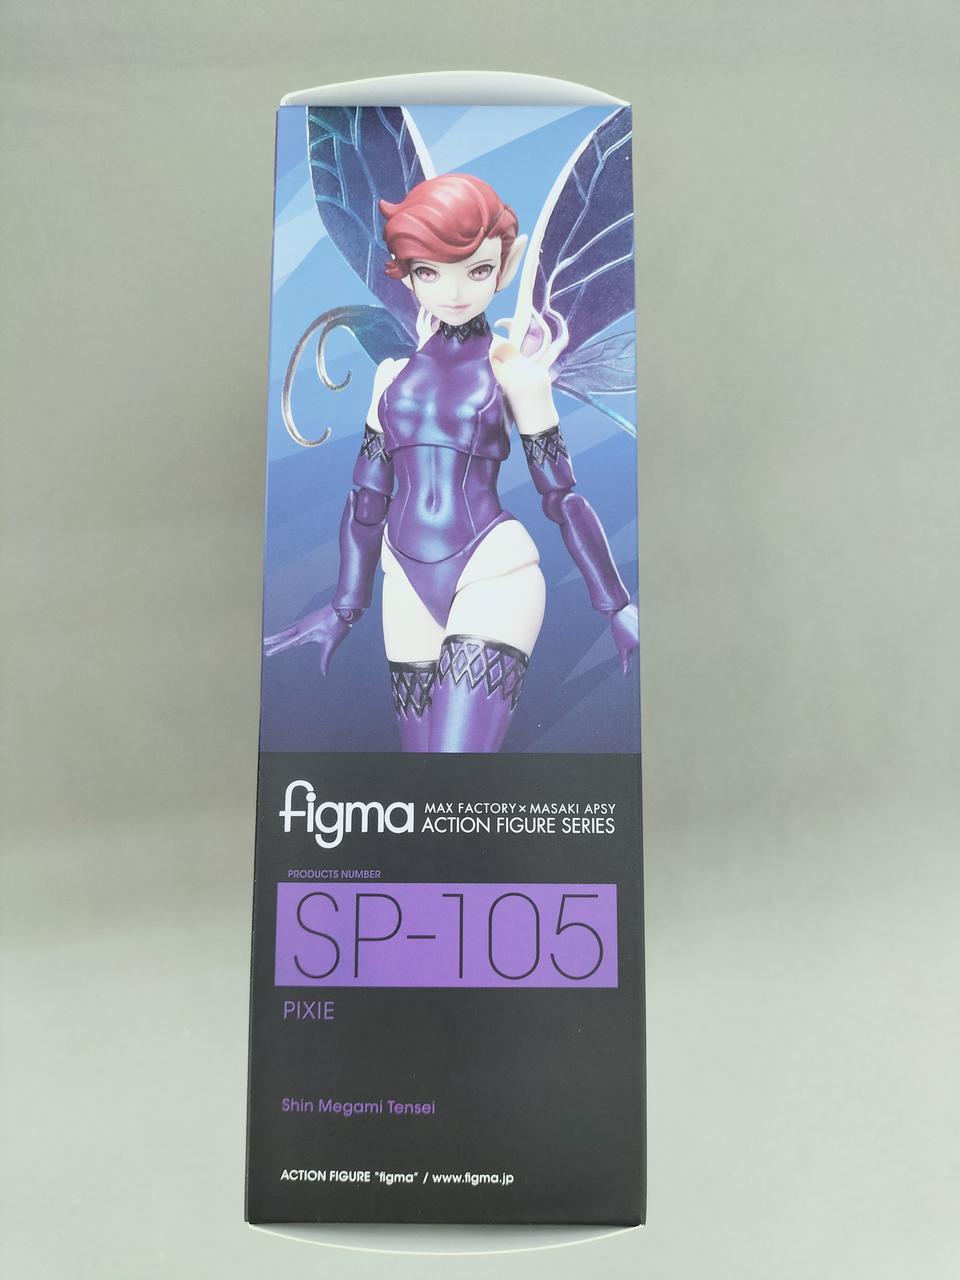 figma MAX FACTORY×MASAKI APSY
ACTION FIGURE SERIES
PRODUCTS NUMBER
SP-105
PIXIE
Shin Megami Tensei
ACTION FIGURE "figma" / www.figma.jp